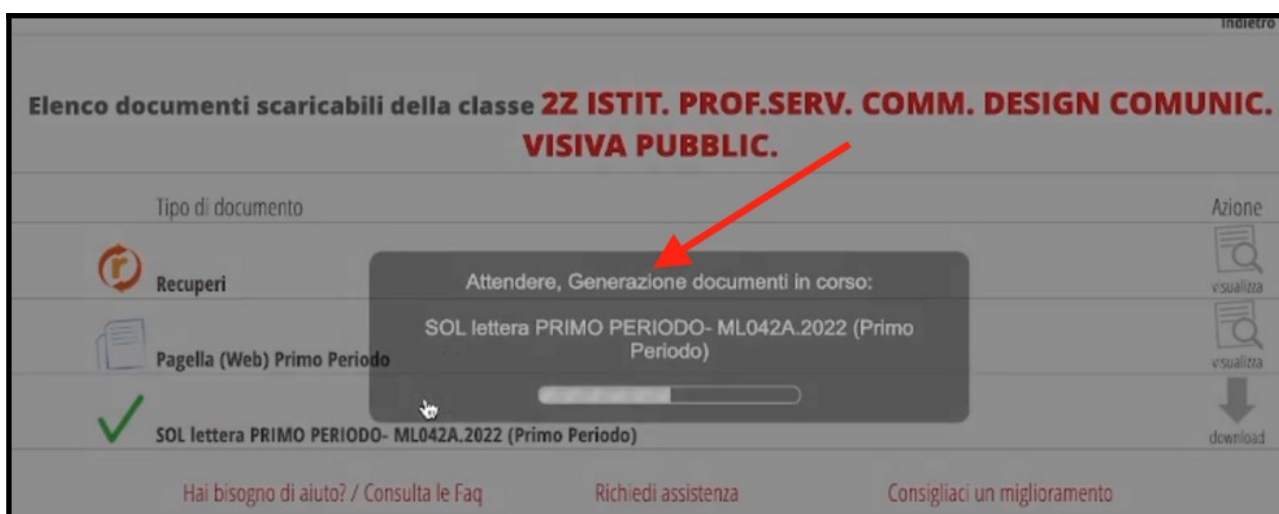 Indietro
Elenco documenti scaricabili della classe 2Z ISTIT. PROF.SERV. COMM. DESIGN COMUNIC.
VISIVA PUBBLIC.
Tipo di documento
Azione
Recuperi
visualizza
Attendere, Generazione documenti in corso:
SOL lettera PRIMO PERIODO- ML042A.2022 (Primo
Periodo)
Pagella (Web) Primo Periodo
visualizza
SOL lettera PRIMO PERIODO- ML042A.2022 (Primo Periodo)
download
Hai bisogno di aiuto? / Consulta le Faq
Richiedi assistenza
Consigliaci un miglioramento